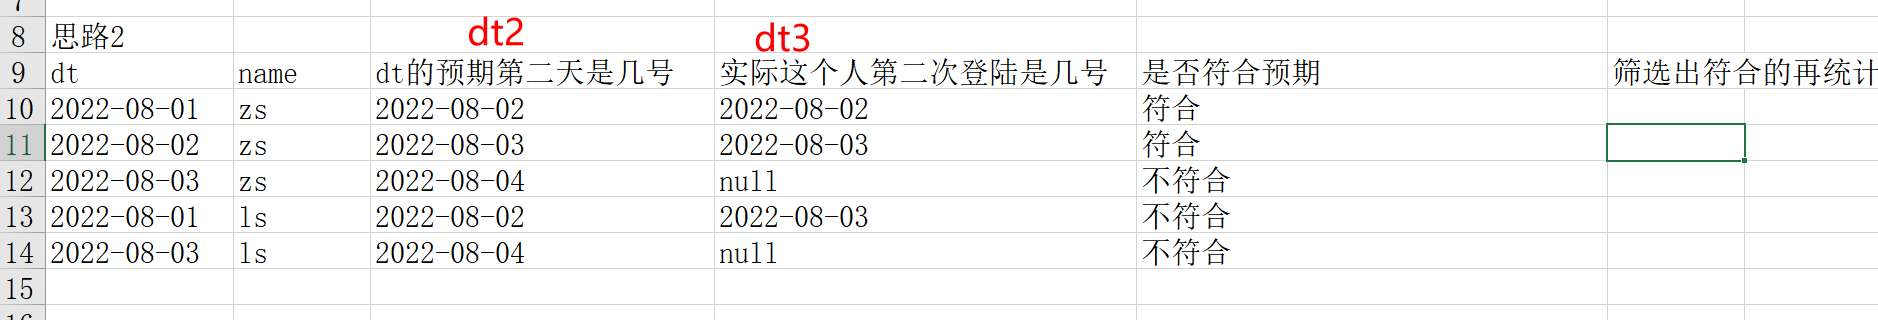 7
8 思路2 dt2 dt3
9 dt name dt的预期第二天是几号 实际这个人第二次登陆是几号 是否符合预期 筛选出符合的再统计
10 2022-08-01 zs 2022-08-02 2022-08-02 符合
11 2022-08-02 zs 2022-08-03 2022-08-03 符合
12 2022-08-03 zs 2022-08-04 null 不符合
13 2022-08-01 ls 2022-08-02 2022-08-03 不符合
14 2022-08-03 ls 2022-08-04 null 不符合
15
16